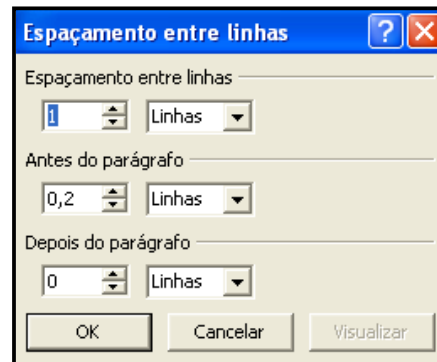 Espaçamento entre linhas
Espaçamento entre linhas
1 Linhas
Antes do parágrafo
0,2 Linhas
Depois do parágrafo
0 Linhas
OK Cancelar Visualizar